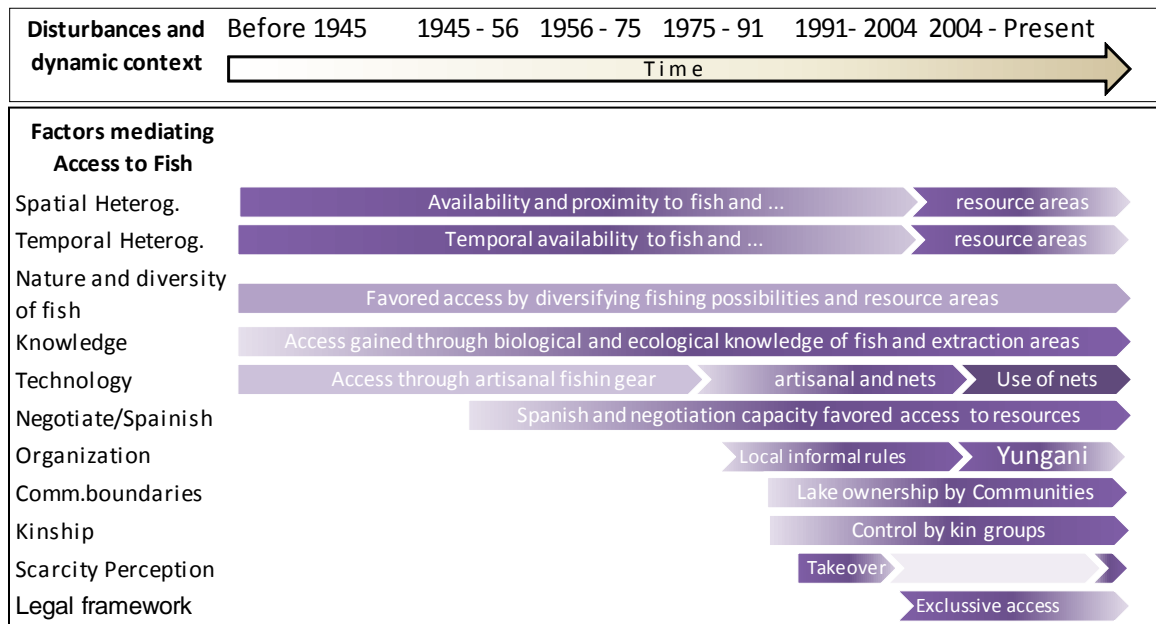 Disturbances and
dynamic context
Before 1945 1945 - 56 1956 - 75 1975 - 91 1991- 2004 2004 - Present
Time
Factors mediating
Access to Fish
Spatial Heterog. Availability and proximity to fish and ... resource areas
Temporal Heterog. Temporal availability to fish and ... resource areas
Nature and diversity
of fish Favored access by diversifying fishing possibilities and resource areas
Knowledge Access gained through biological and ecological knowledge of fish and extraction areas
Technology Access through artisanal fishin gear artisanal and nets Use of nets
Negotiate/Spainish Spanish and negotiation capacity favored access to resources
Organization Local informal rules Yungani
Comm.boundaries Lake ownership by Communities
Kinship Control by kin groups
Scarcity Perception Takeover
Legal framework Exclussive access